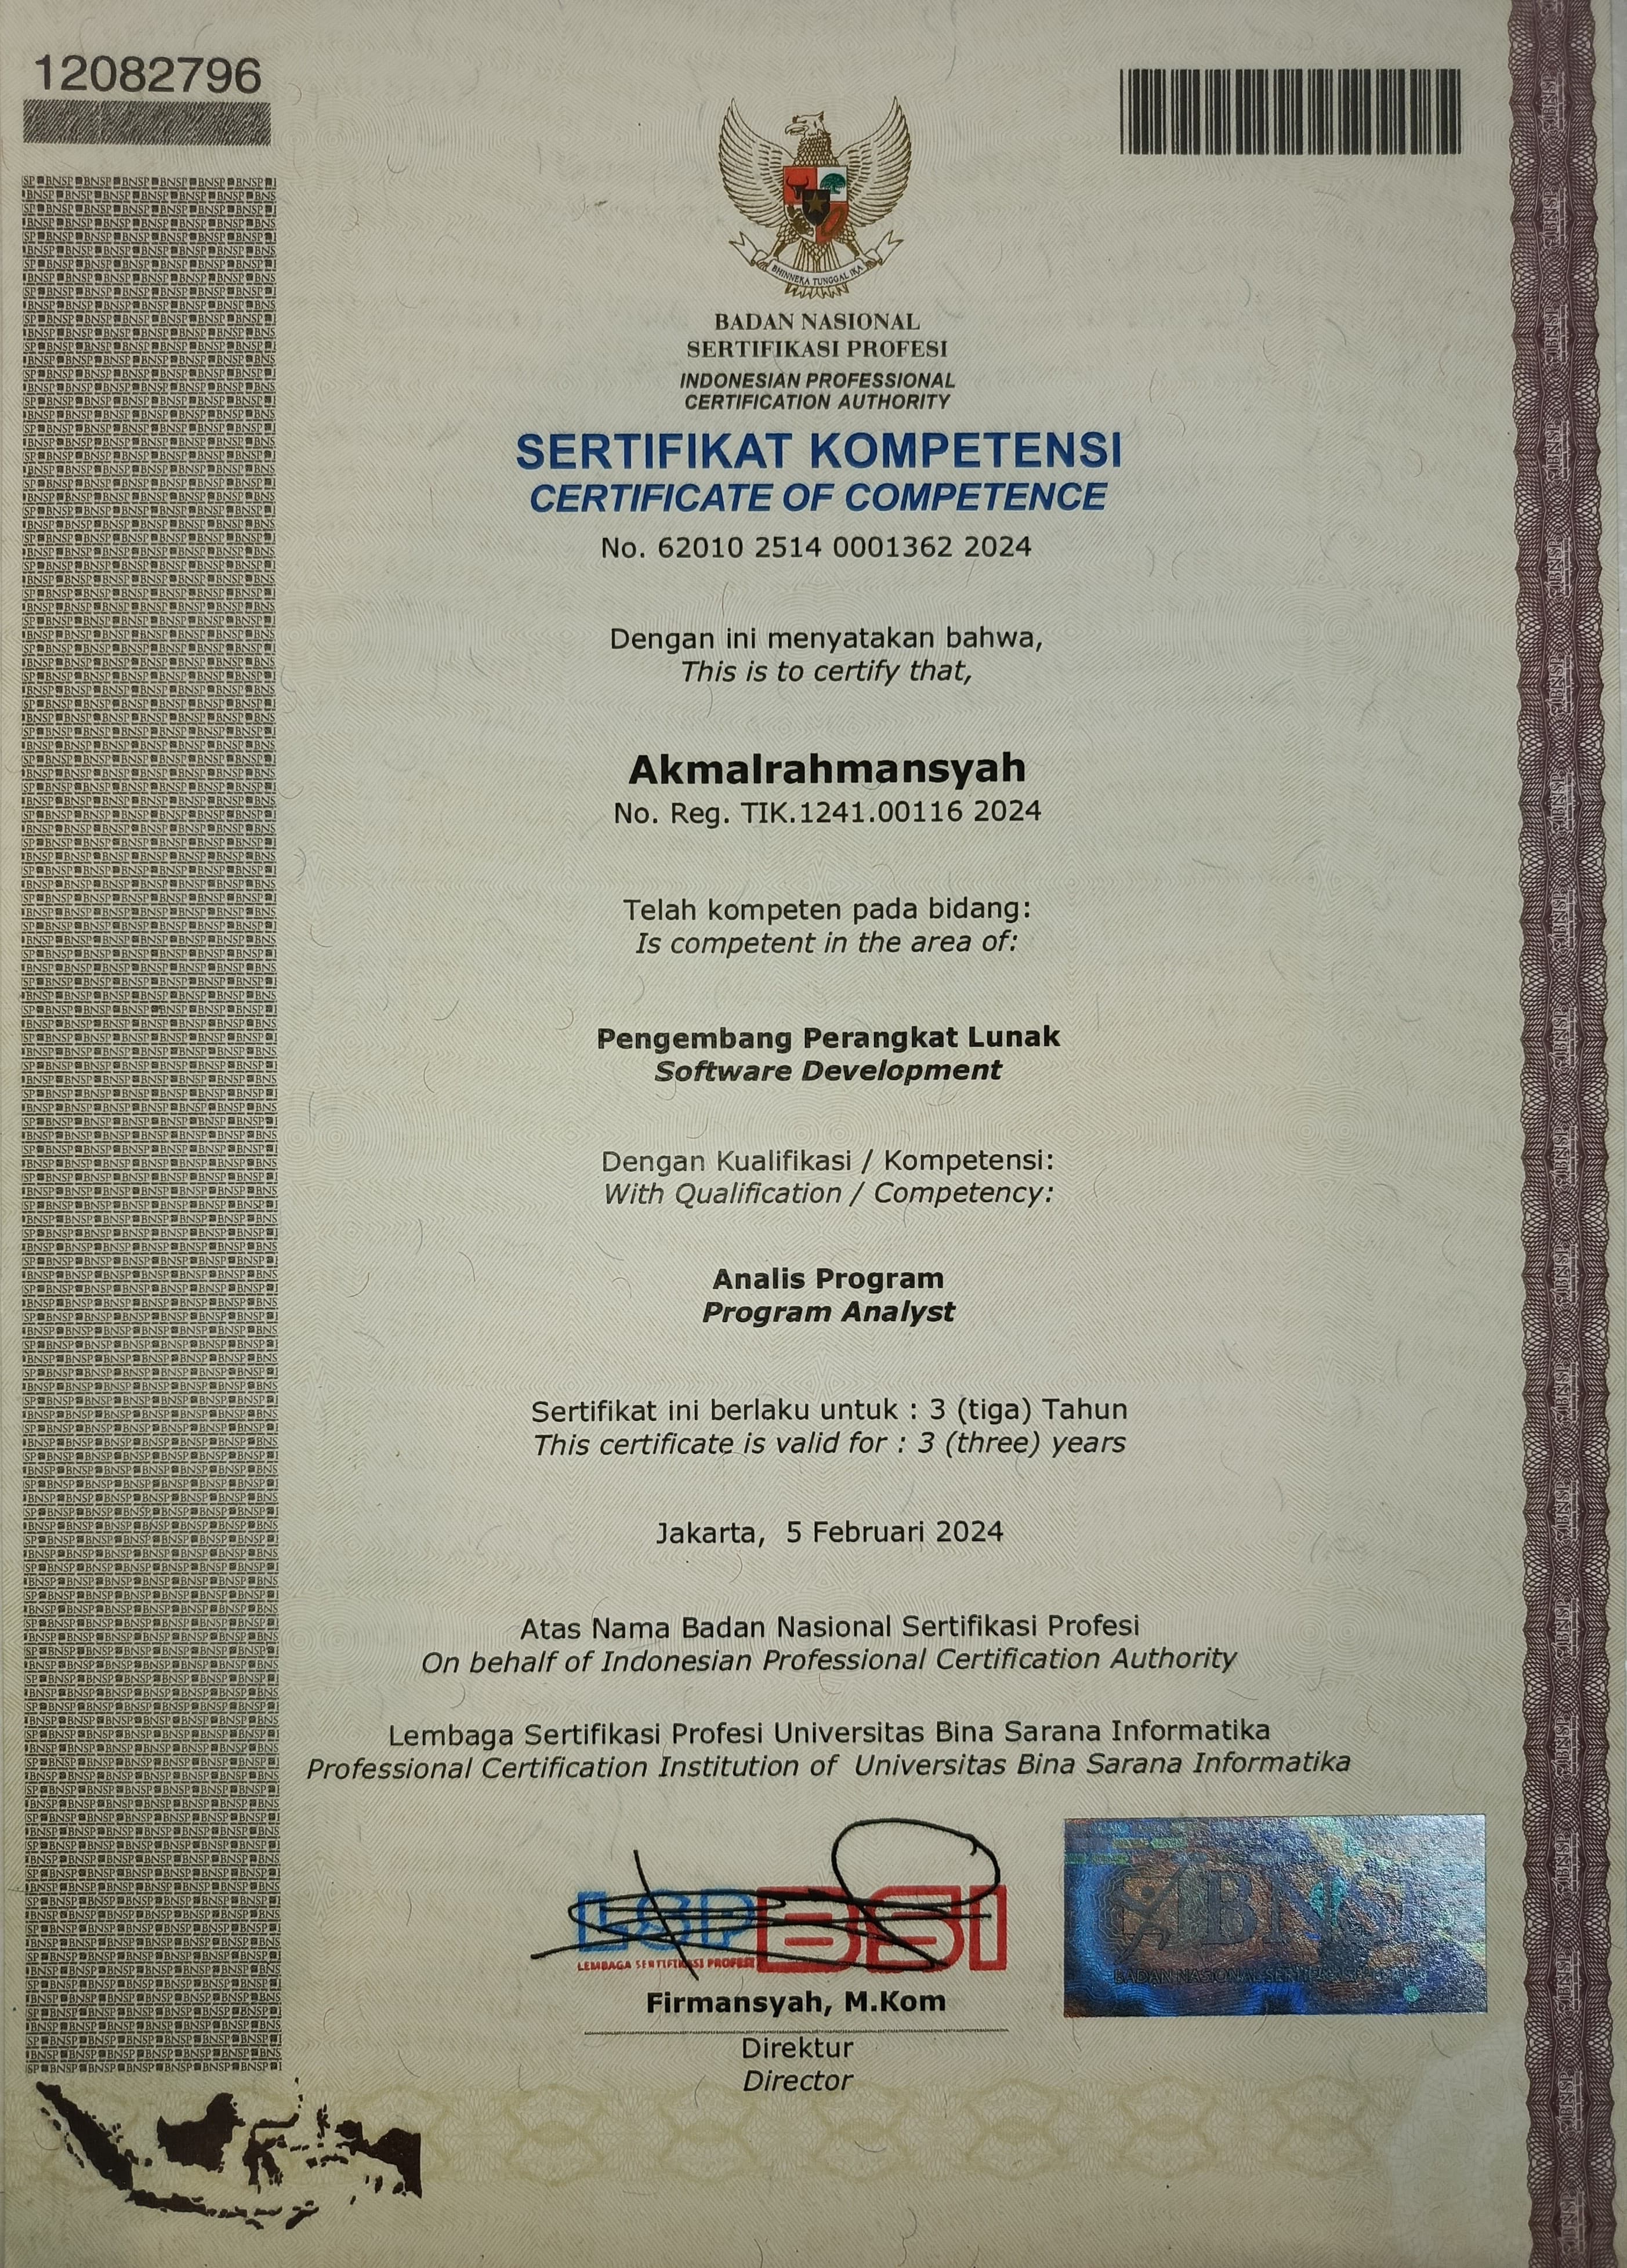 12082796
BHINNEKA TUNGGAL IKA
BADAN NASIONAL
SERTIFIKASI PROFESI
INDONESIAN PROFESSIONAL
CERTIFICATION AUTHORITY
SERTIFIKAT KOMPETENSI
CERTIFICATE OF COMPETENCE
No. 62010 2514 0001362 2024
Dengan ini menyatakan bahwa,
This is to certify that,
Akmalrahmansyah
No. Reg. TIK.1241.00116 2024
Telah kompeten pada bidang:
Is competent in the area of:
Pengembang Perangkat Lunak
Software Development
Dengan Kualifikasi / Kompetensi:
With Qualification / Competency:
Analis Program
Program Analyst
Sertifikat ini berlaku untuk : 3 (tiga) Tahun
This certificate is valid for : 3 (three) years
Jakarta,  5 Februari 2024
Atas Nama Badan Nasional Sertifikasi Profesi
On behalf of Indonesian Professional Certification Authority
Lembaga Sertifikasi Profesi Universitas Bina Sarana Informatika
Professional Certification Institution of  Universitas Bina Sarana Informatika
LSP BSI
LEMBAGA SERTIFIKASI PROFESI
BNSP
Firmansyah, M.Kom
Direktur
Director